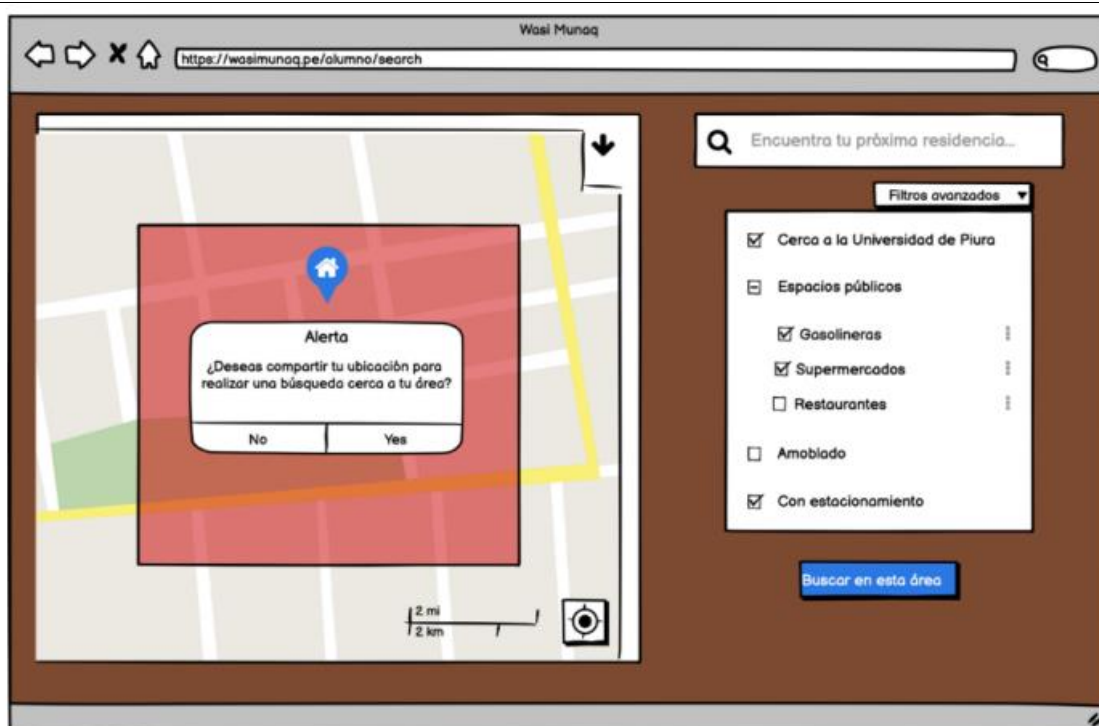 Wasi Munaq
https://wasimunaq.pe/alumno/search
Encuentra tu próxima residencia...
Filtros avanzados
Cerca a la Universidad de Piura
Espacios públicos
Gasolineras
Supermercados
Restaurantes
Amoblado
Con estacionamiento
Buscar en esta área
Alerta
¿Deseas compartir tu ubicación para
realizar una búsqueda cerca a tu área?
No
Yes
2 mi
2 km